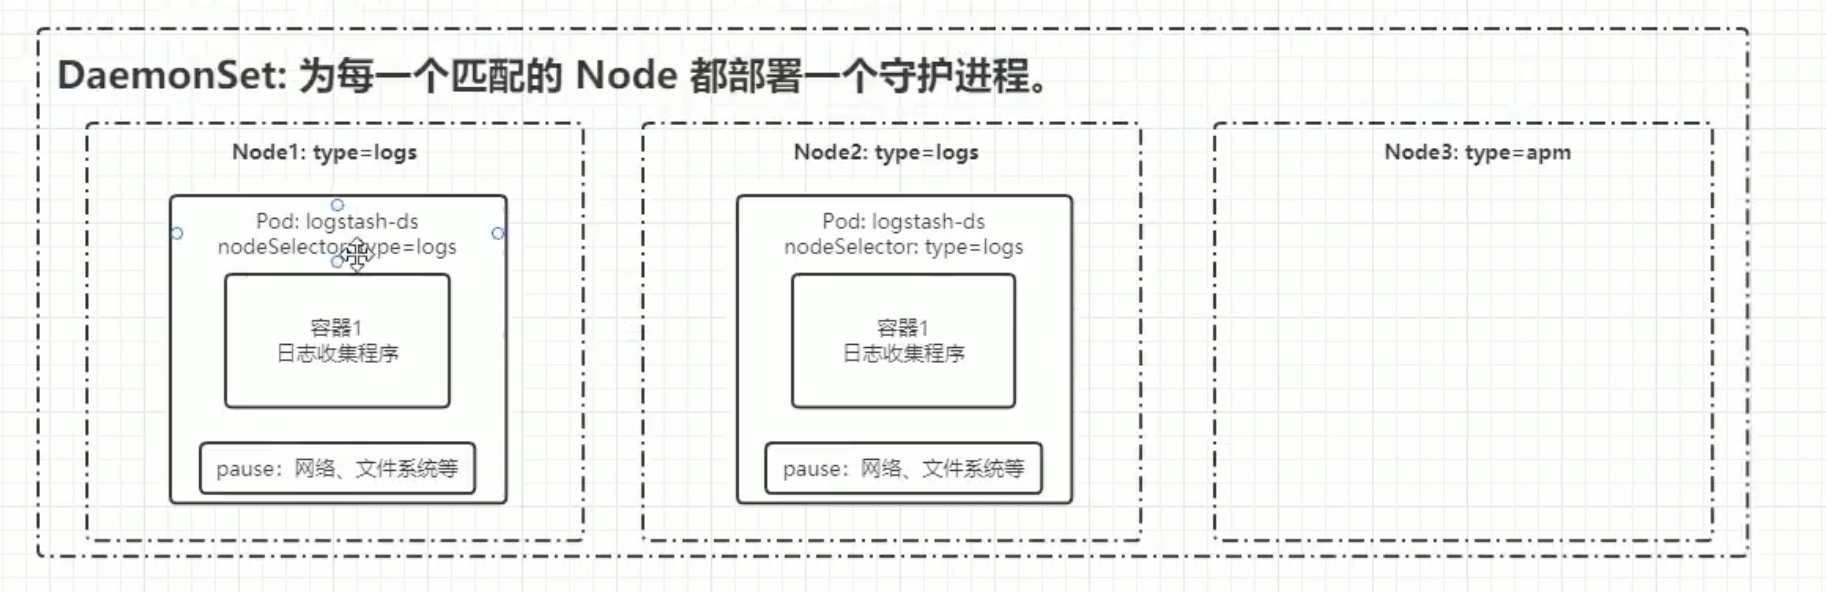 DaemonSet: 为每一个匹配的 Node 都部署一个守护进程。
Node1: type=logs
Pod: logstash-ds
nodeSelector: type=logs
容器1
日志收集程序
pause：网络、文件系统等
Node2: type=logs
Pod: logstash-ds
nodeSelector: type=logs
容器1
日志收集程序
pause：网络、文件系统等
Node3: type=apm